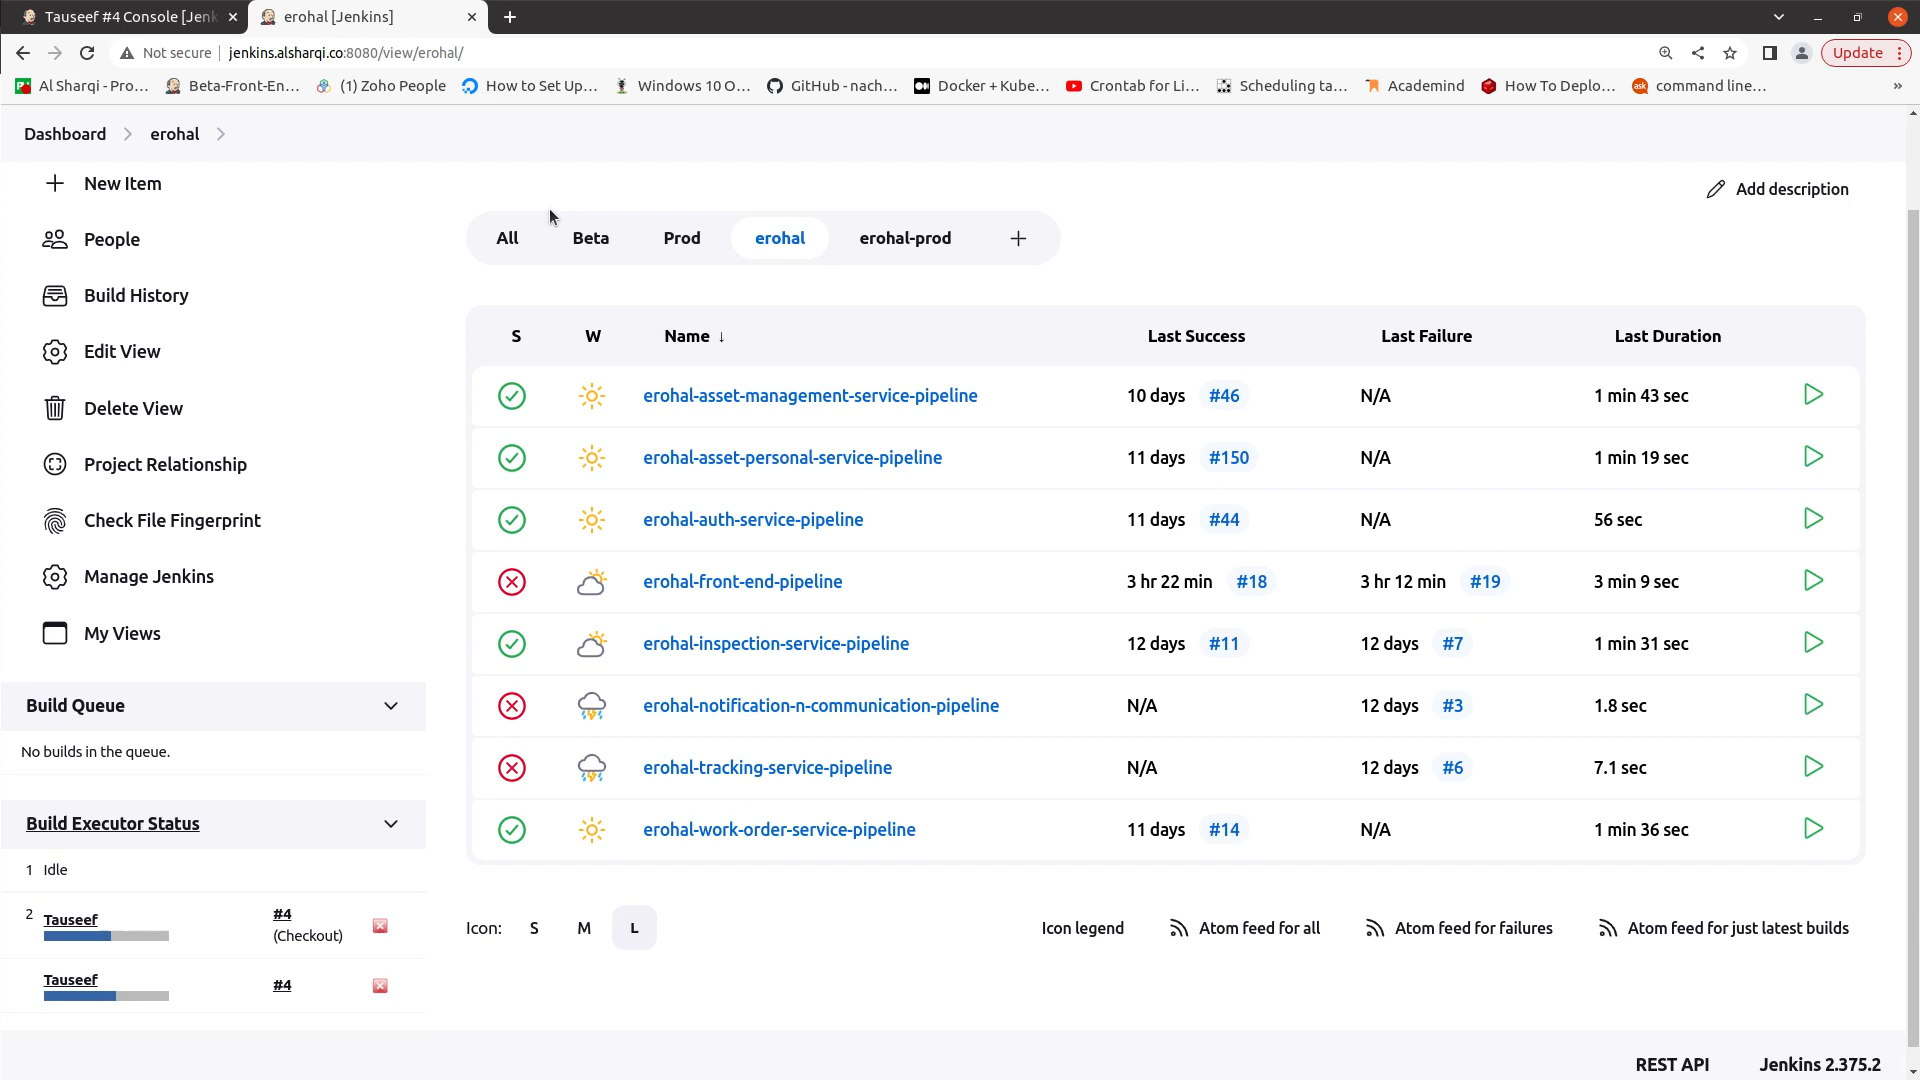 Tauseef #4 Console [Jenk
erohal [Jenkins]
Not secure
jenkins.alsharqi.co:8080/view/erohal/
Update
Al Sharqi - Pro...
Beta-Front-En...
(1) Zoho People
How to Set Up...
Windows 10 O...
GitHub - nach...
Docker + Kube...
Crontab for Li...
Scheduling ta...
Academind
How To Deplo...
ask
command line...
»
Dashboard
erohal
New Item
People
Build History
Edit View
Delete View
Project Relationship
Check File Fingerprint
Manage Jenkins
My Views
Build Queue
No builds in the queue.
Build Executor Status
1 Idle
2 Tauseef #4
(Checkout)
Tauseef #4
Add description
All Beta Prod erohal erohal-prod +
S W Name ↓ Last Success Last Failure Last Duration
erohal-asset-management-service-pipeline 10 days #46 N/A 1 min 43 sec
erohal-asset-personal-service-pipeline 11 days #150 N/A 1 min 19 sec
erohal-auth-service-pipeline 11 days #44 N/A 56 sec
erohal-front-end-pipeline 3 hr 22 min #18 3 hr 12 min #19 3 min 9 sec
erohal-inspection-service-pipeline 12 days #11 12 days #7 1 min 31 sec
erohal-notification-n-communication-pipeline N/A 12 days #3 1.8 sec
erohal-tracking-service-pipeline N/A 12 days #6 7.1 sec
erohal-work-order-service-pipeline 11 days #14 N/A 1 min 36 sec
Icon: S M L
Icon legend
Atom feed for all
Atom feed for failures
Atom feed for just latest builds
REST API
Jenkins 2.375.2